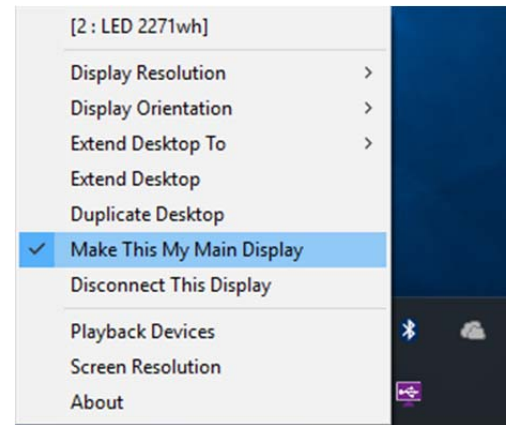 [2 : LED 2271wh]
Display Resolution
Display Orientation
Extend Desktop To
Extend Desktop
Duplicate Desktop
Make This My Main Display
Disconnect This Display
Playback Devices
Screen Resolution
About